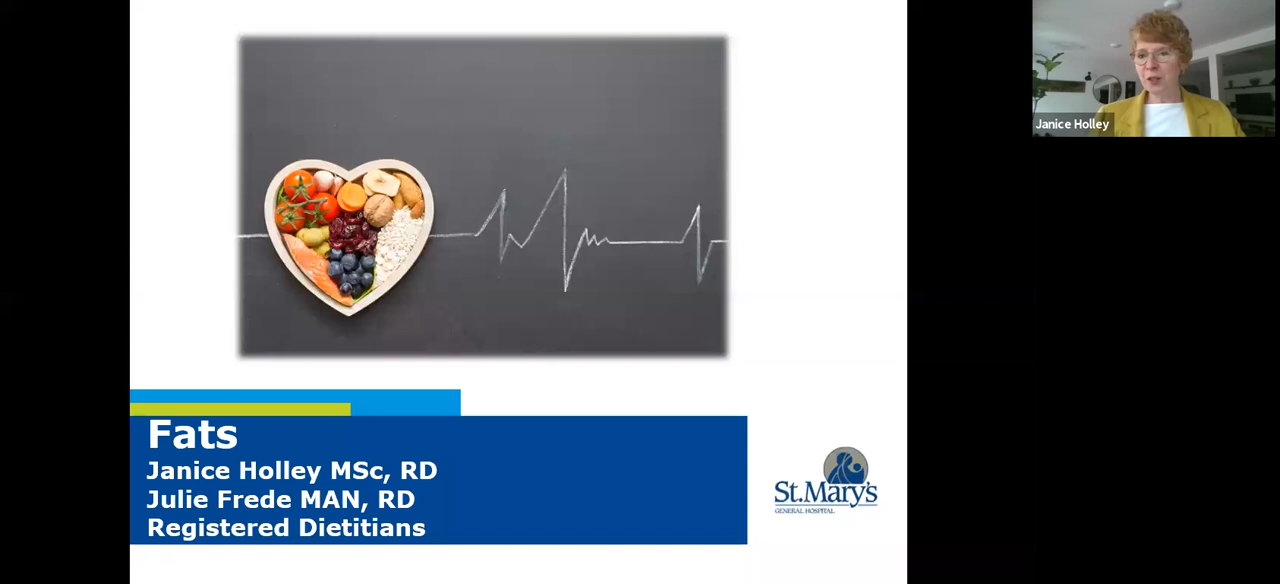 Janice Holley
Fats
Janice Holley MSc, RD
Julie Frede MAN, RD
Registered Dietitians
St.Mary's
GENERAL HOSPITAL